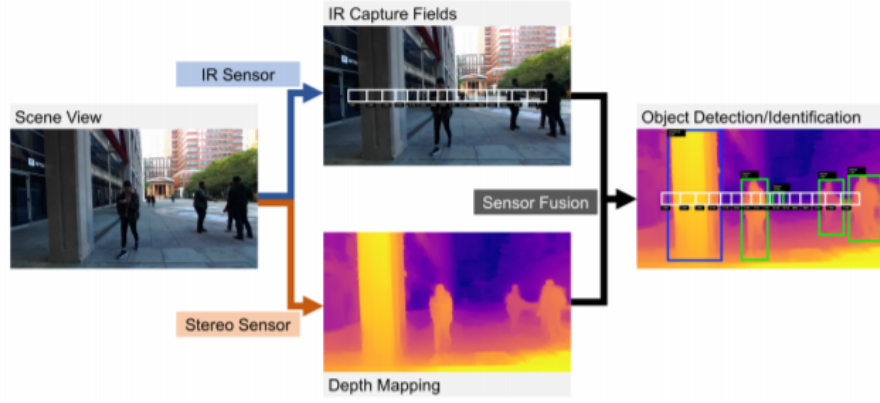 IR Capture Fields
IR Sensor
Scene View
Object Detection/Identification
Sensor Fusion
Stereo Sensor
Depth Mapping